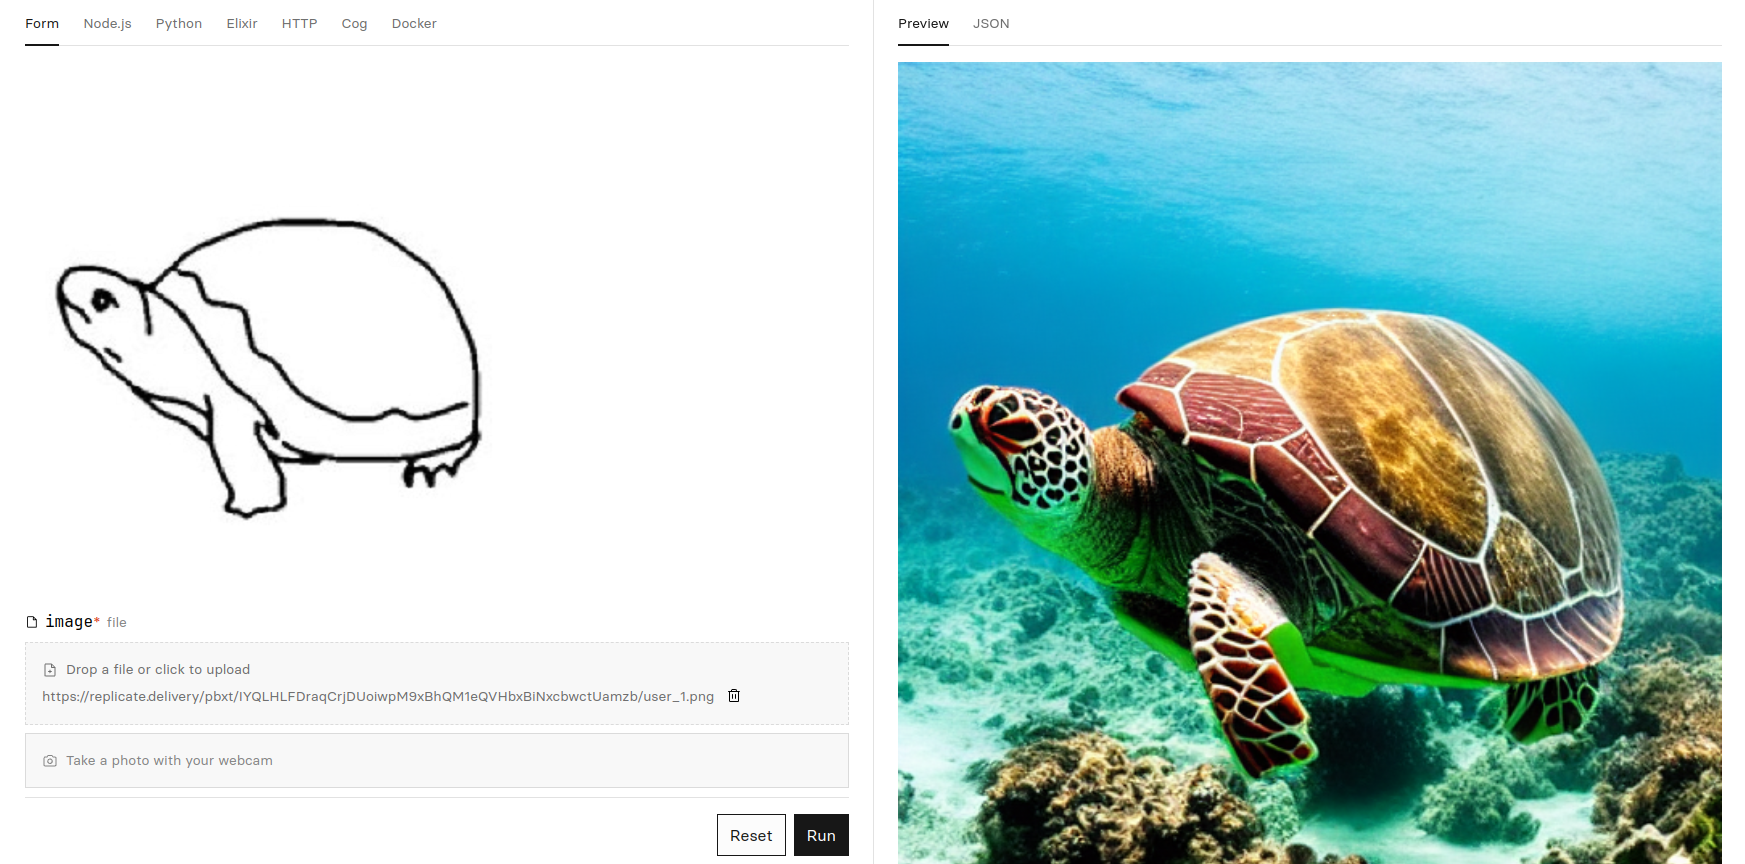 Form Node.js Python Elixir HTTP Cog Docker
image* file
Drop a file or click to upload
https://replicate.delivery/pbxt/IYQLHLFDraqCrjDUoiwpM9xBhQM1eQVHbxBiNxcbwctUamzb/user_1.png
Take a photo with your webcam
Reset Run
Preview JSON